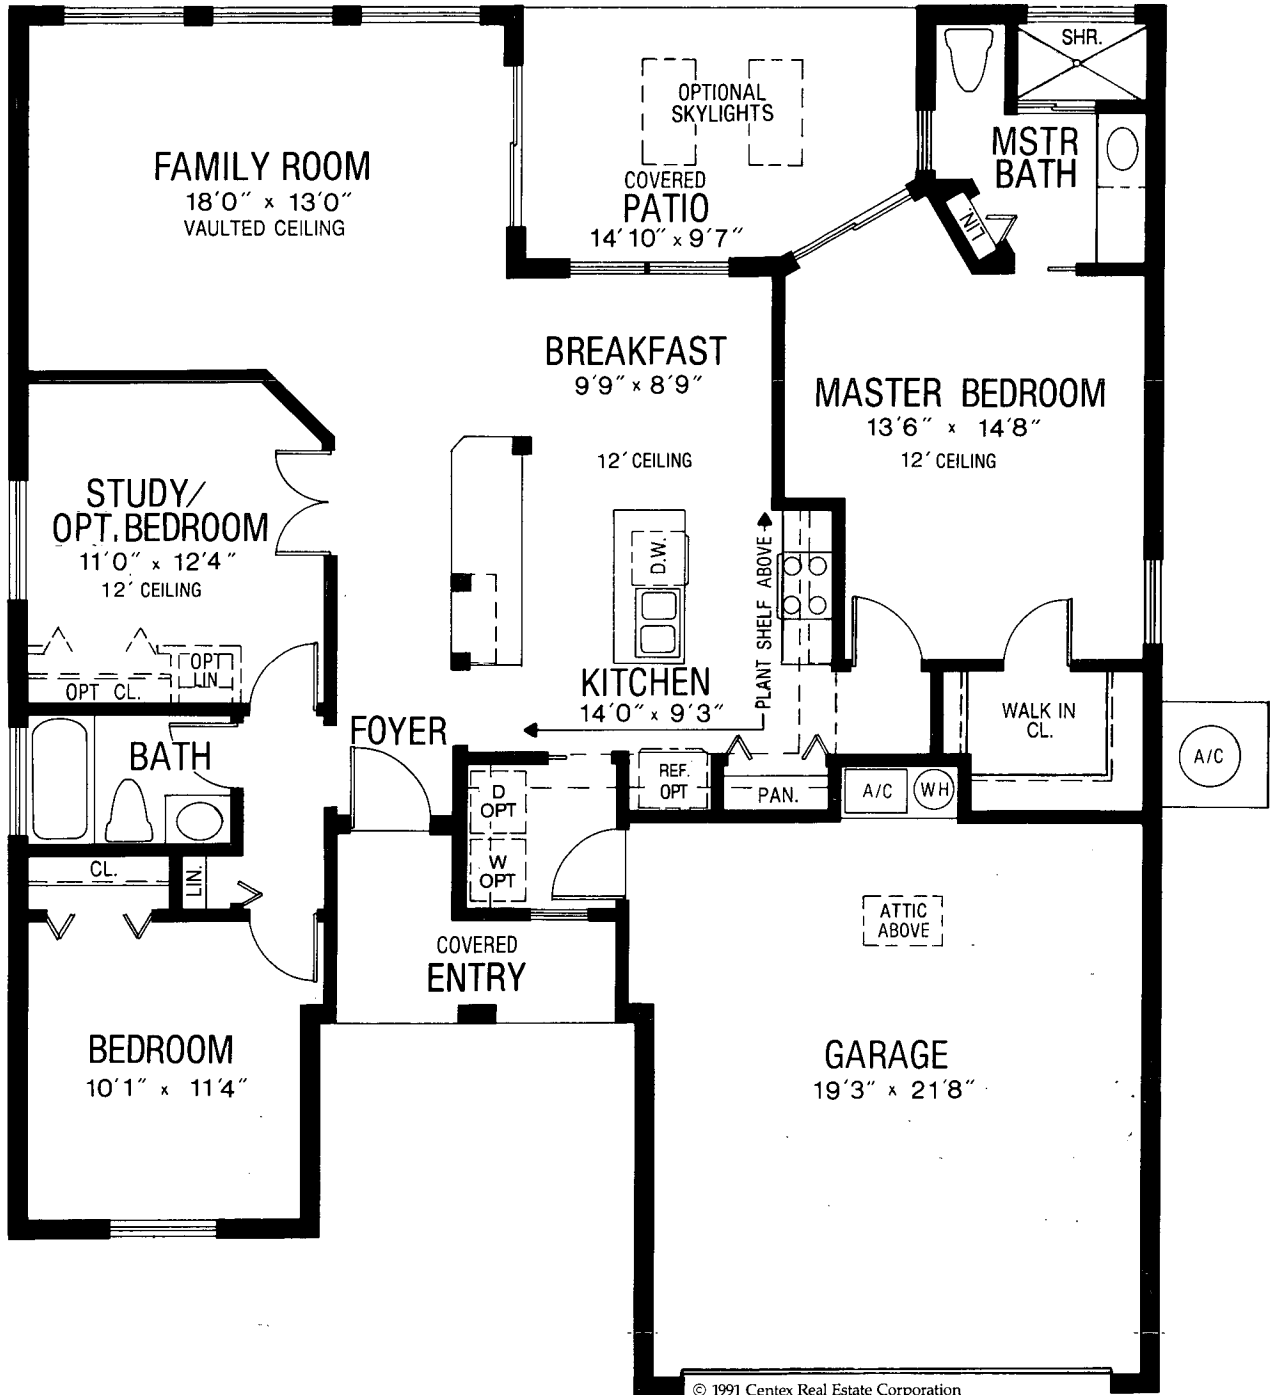 SHR.
OPTIONAL
SKYLIGHTS
MSTR
BATH
FAMILY ROOM
18'0" x 13'0"
VAULTED CEILING
COVERED
PATIO
14'10" x 9'7"
LIN.
BREAKFAST
9'9" x 8'9"
12' CEILING
MASTER BEDROOM
13'6" x 14'8"
12' CEILING
STUDY/
OPT. BEDROOM
11'0" x 12'4"
12' CEILING
D.W.
PLANT SHELF ABOVE
OPT
LIN
OPT CL.
KITCHEN
14'0" x 9'3"
FOYER
WALK IN
CL.
BATH
A/C
D
OPT
REF.
OPT
PAN.
A/C
WH
W
OPT
CL.
LIN.
ATTIC
ABOVE
COVERED
ENTRY
BEDROOM
10'1" x 11'4"
GARAGE
19'3" x 21'8"
© 1991 Centex Real Estate Corporation